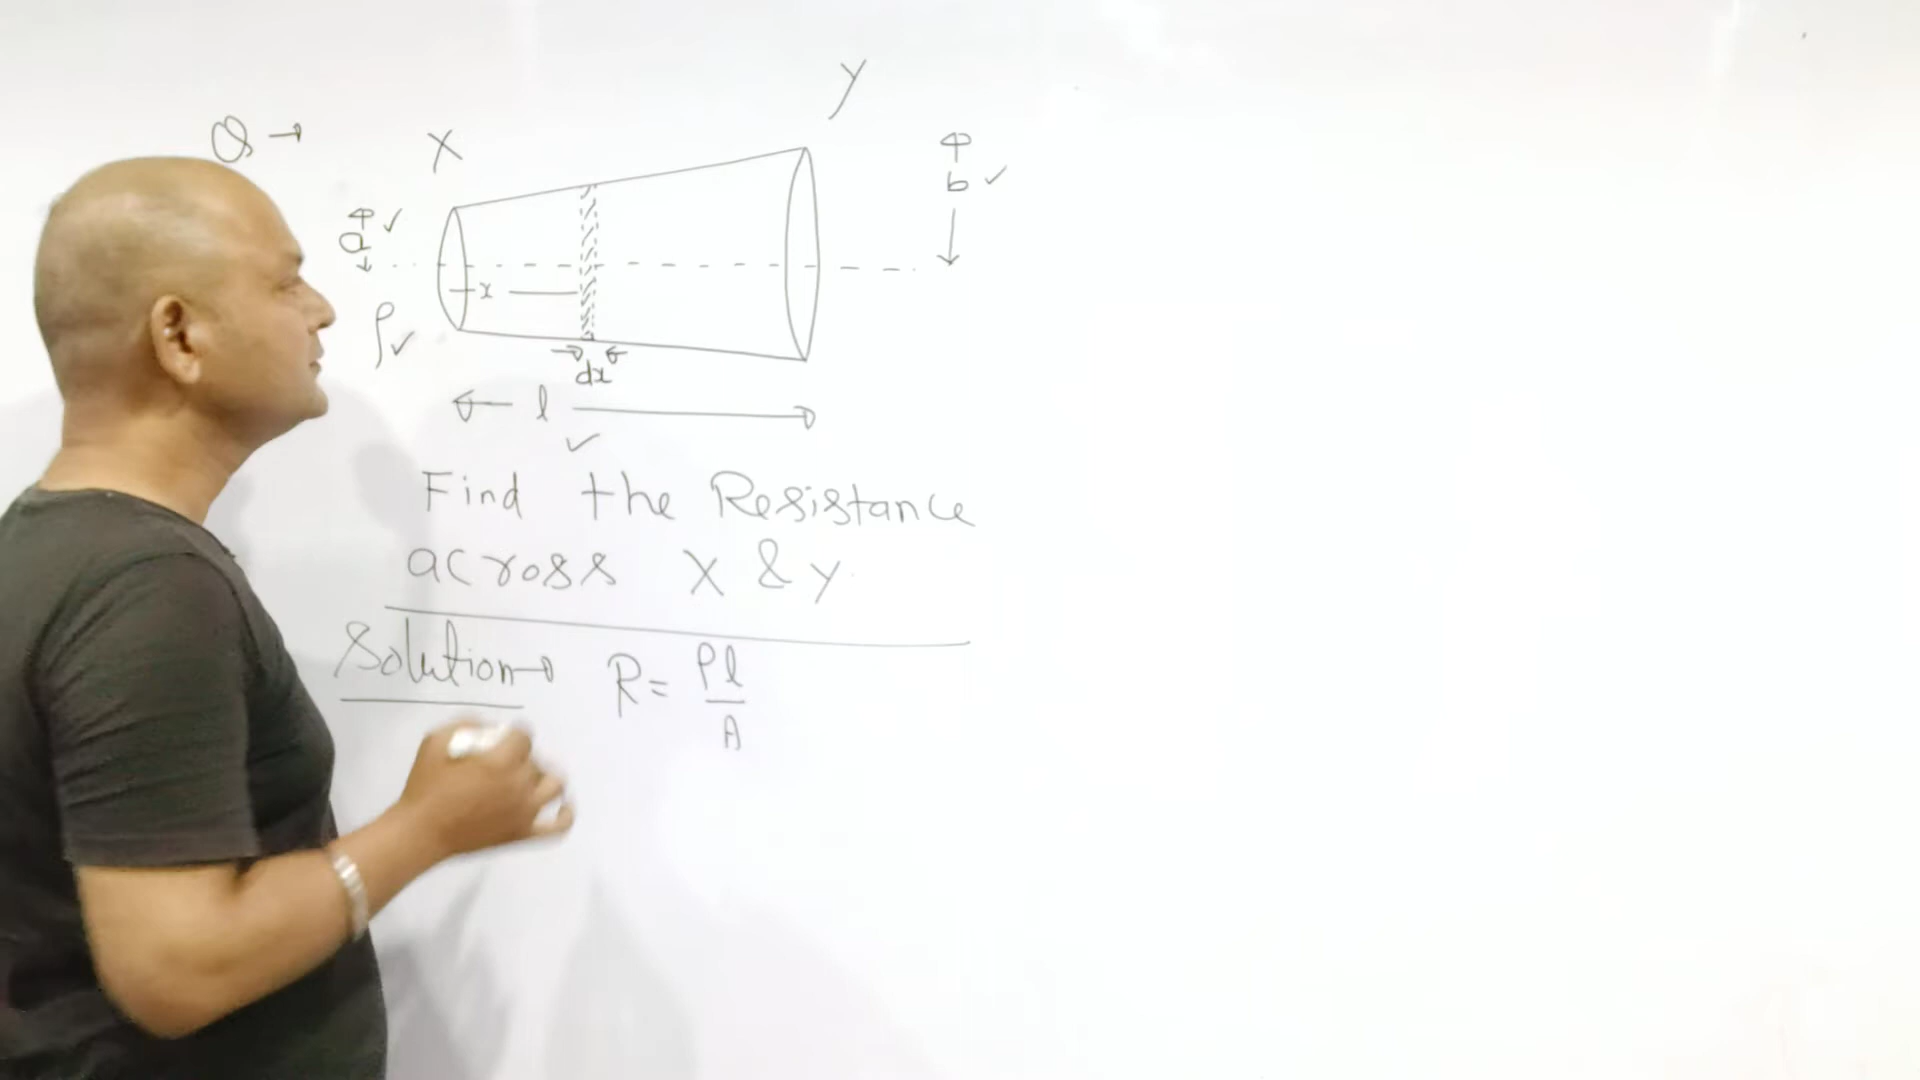 Q →
X
Y
a ✓
b ✓
x
ρ ✓
dx
l
✓
Find the Resistance
across X & Y
Solution → R = ρl
A